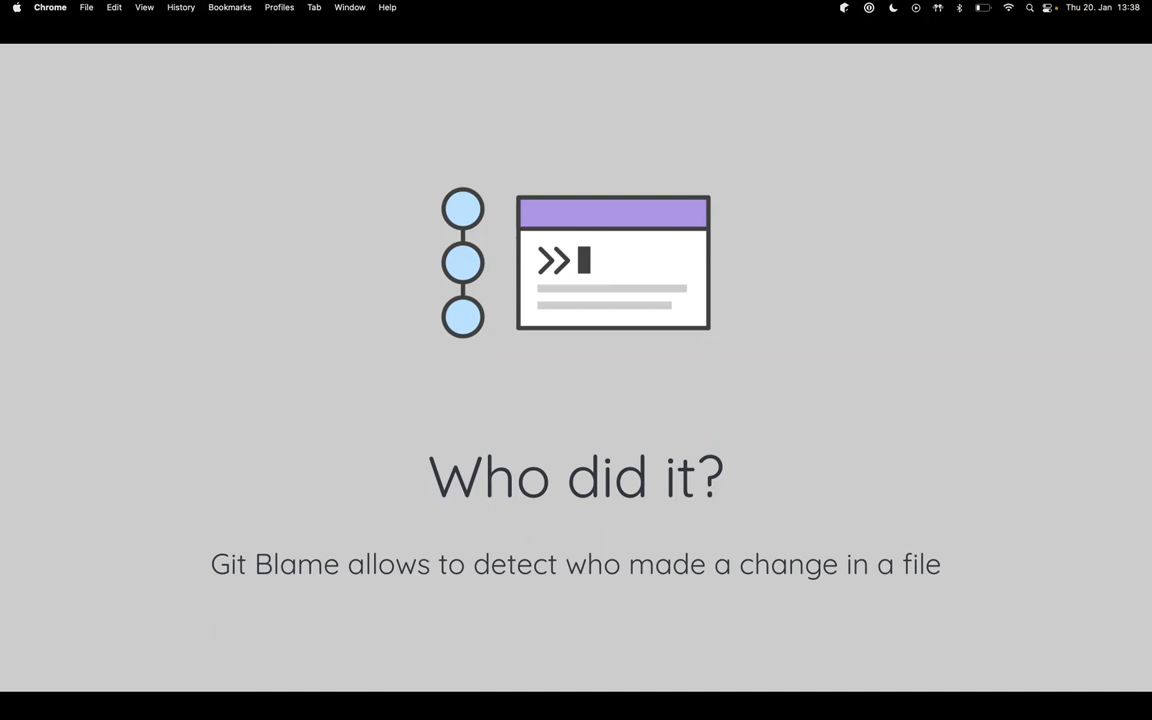 Chrome File Edit View History Bookmarks Profiles Tab Window Help Thu 20. Jan 13:38
Who did it?
Git Blame allows to detect who made a change in a file